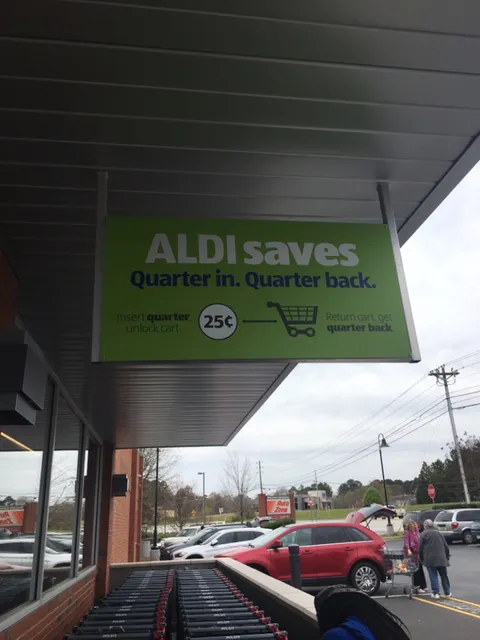 ALDI saves
Quarter in. Quarter back.
Insert quarter
unlock cart
25¢
Return cart, get
quarter back